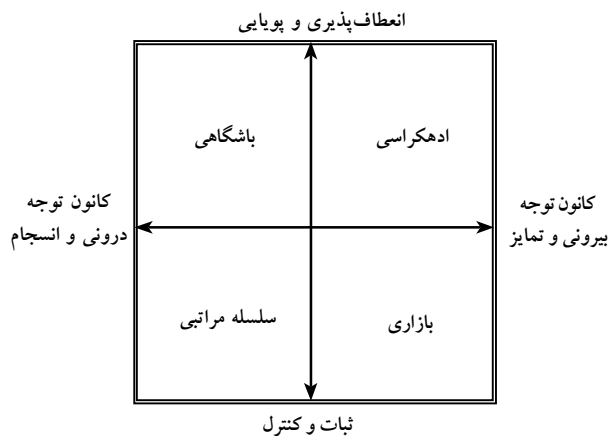 انعطاف‌پذیری و پویایی
ادهکراسی
باشگاهی
کانون توجه
بیرونی و تمایز
کانون توجه
درونی و انسجام
بازاری
سلسله مراتبی
ثبات و کنترل